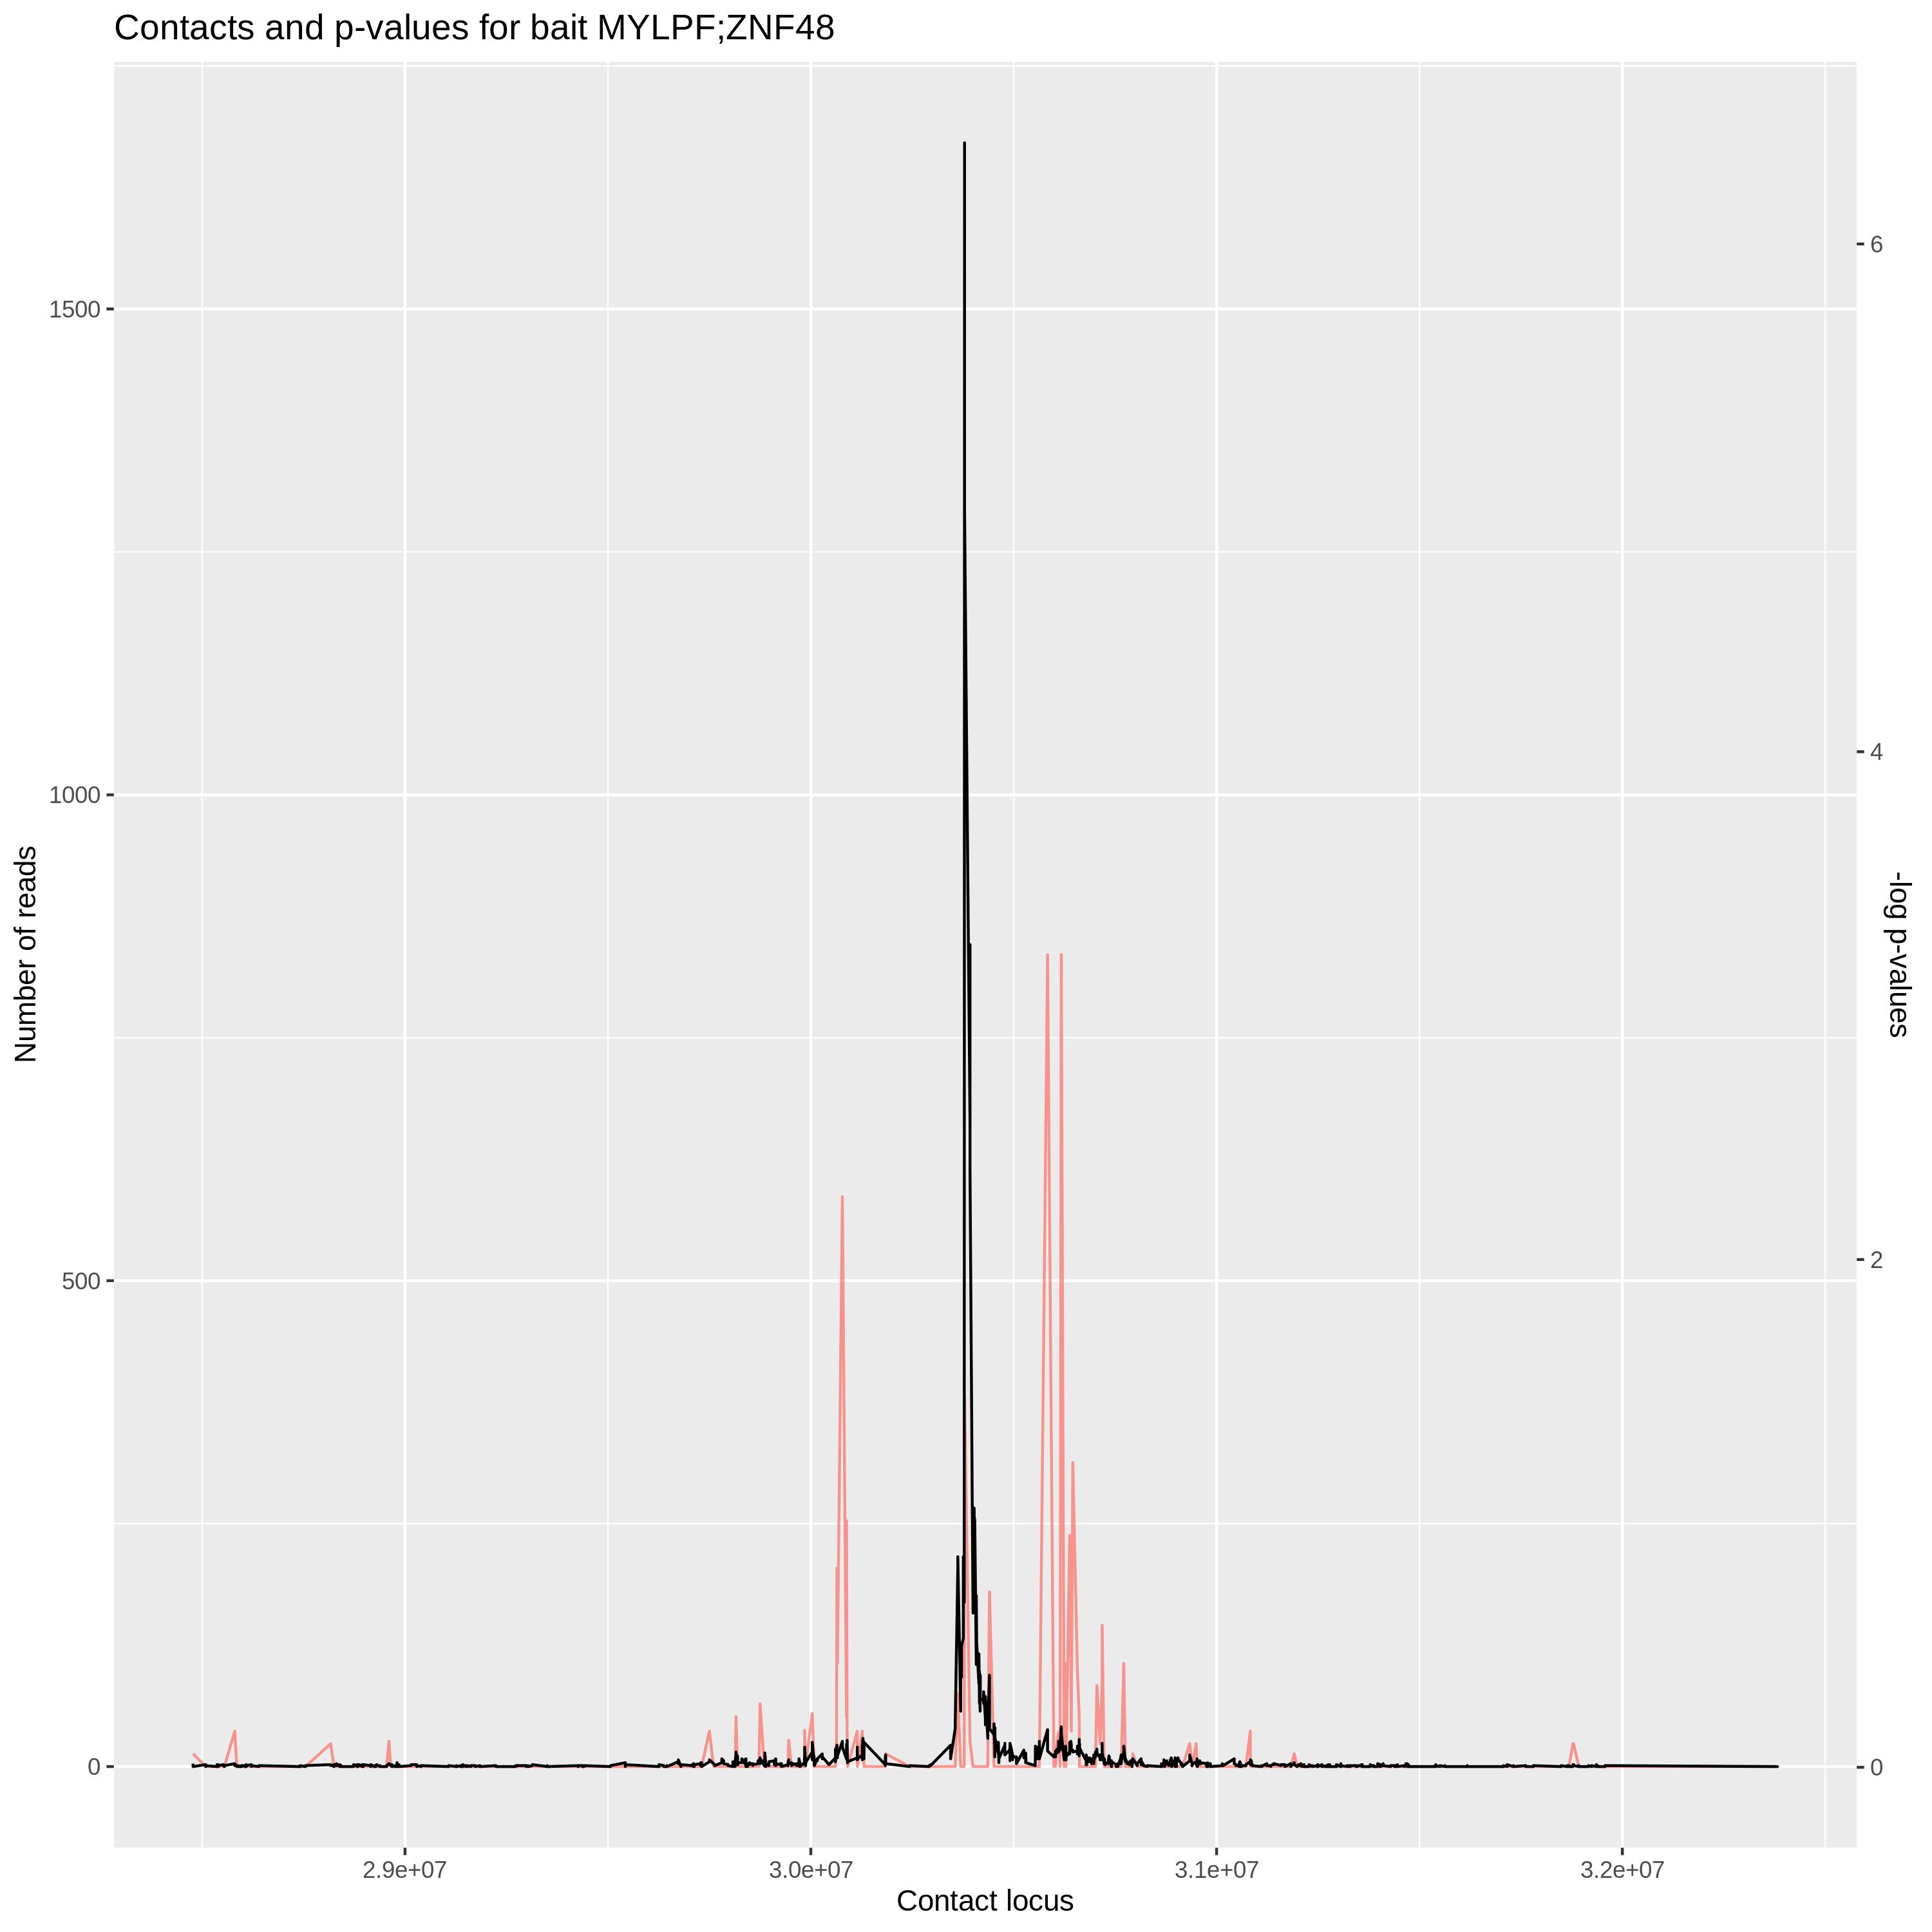 Contacts and p-values for bait MYLPF;ZNF48
1500
1000
500
0
Number of reads
6
4
2
0
-log p-values
2.9e+07
3.0e+07
3.1e+07
3.2e+07
Contact locus